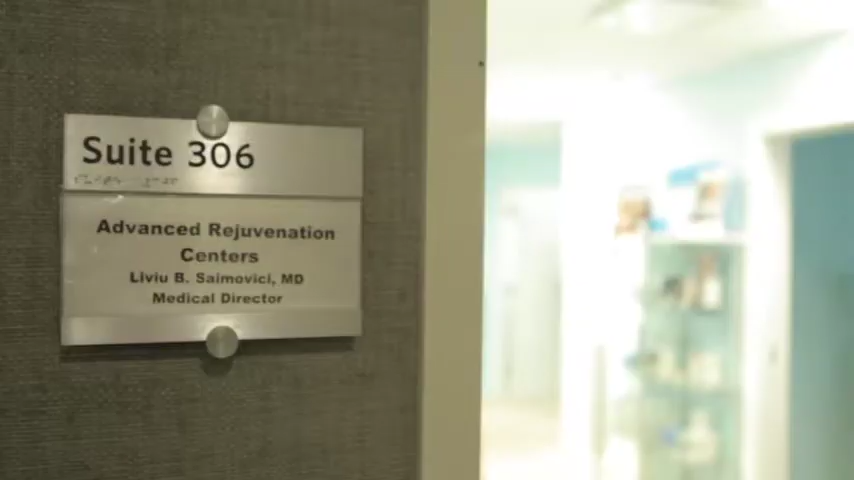 Suite 306
Advanced Rejuvenation
Centers
Liviu B. Saimovici, MD
Medical Director